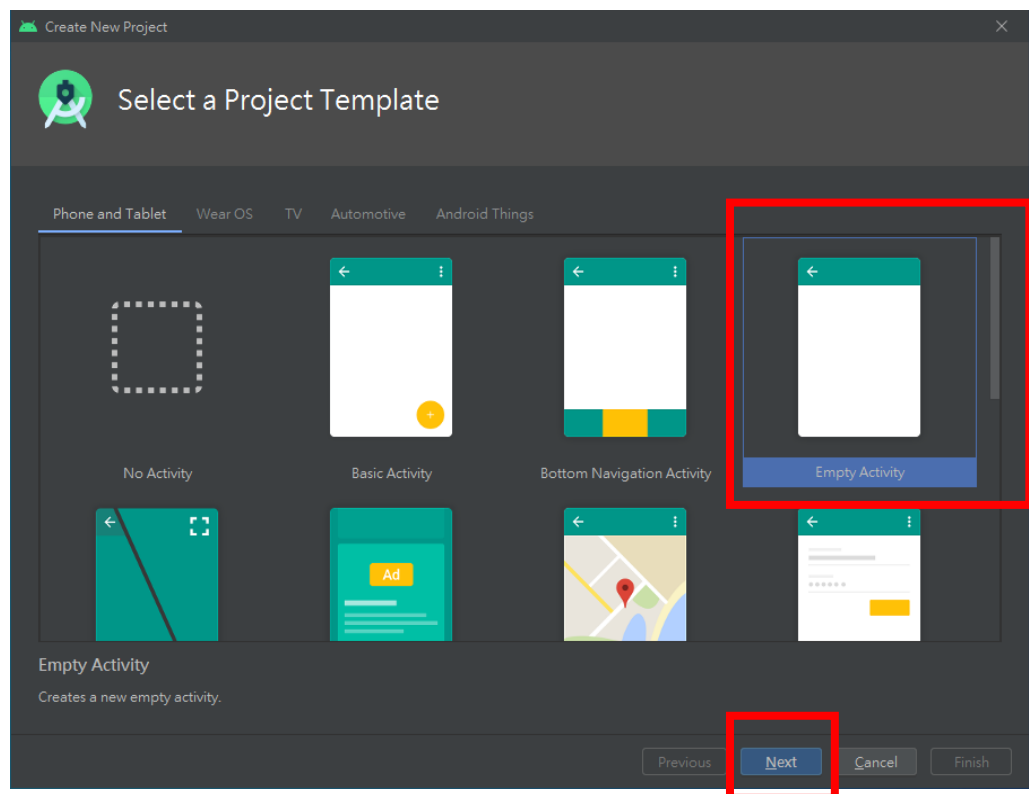 Create New Project
Select a Project Template
Phone and Tablet Wear OS TV Automotive Android Things
No Activity Basic Activity Bottom Navigation Activity Empty Activity
Ad
Empty Activity
Creates a new empty activity.
Previous Next Cancel Finish